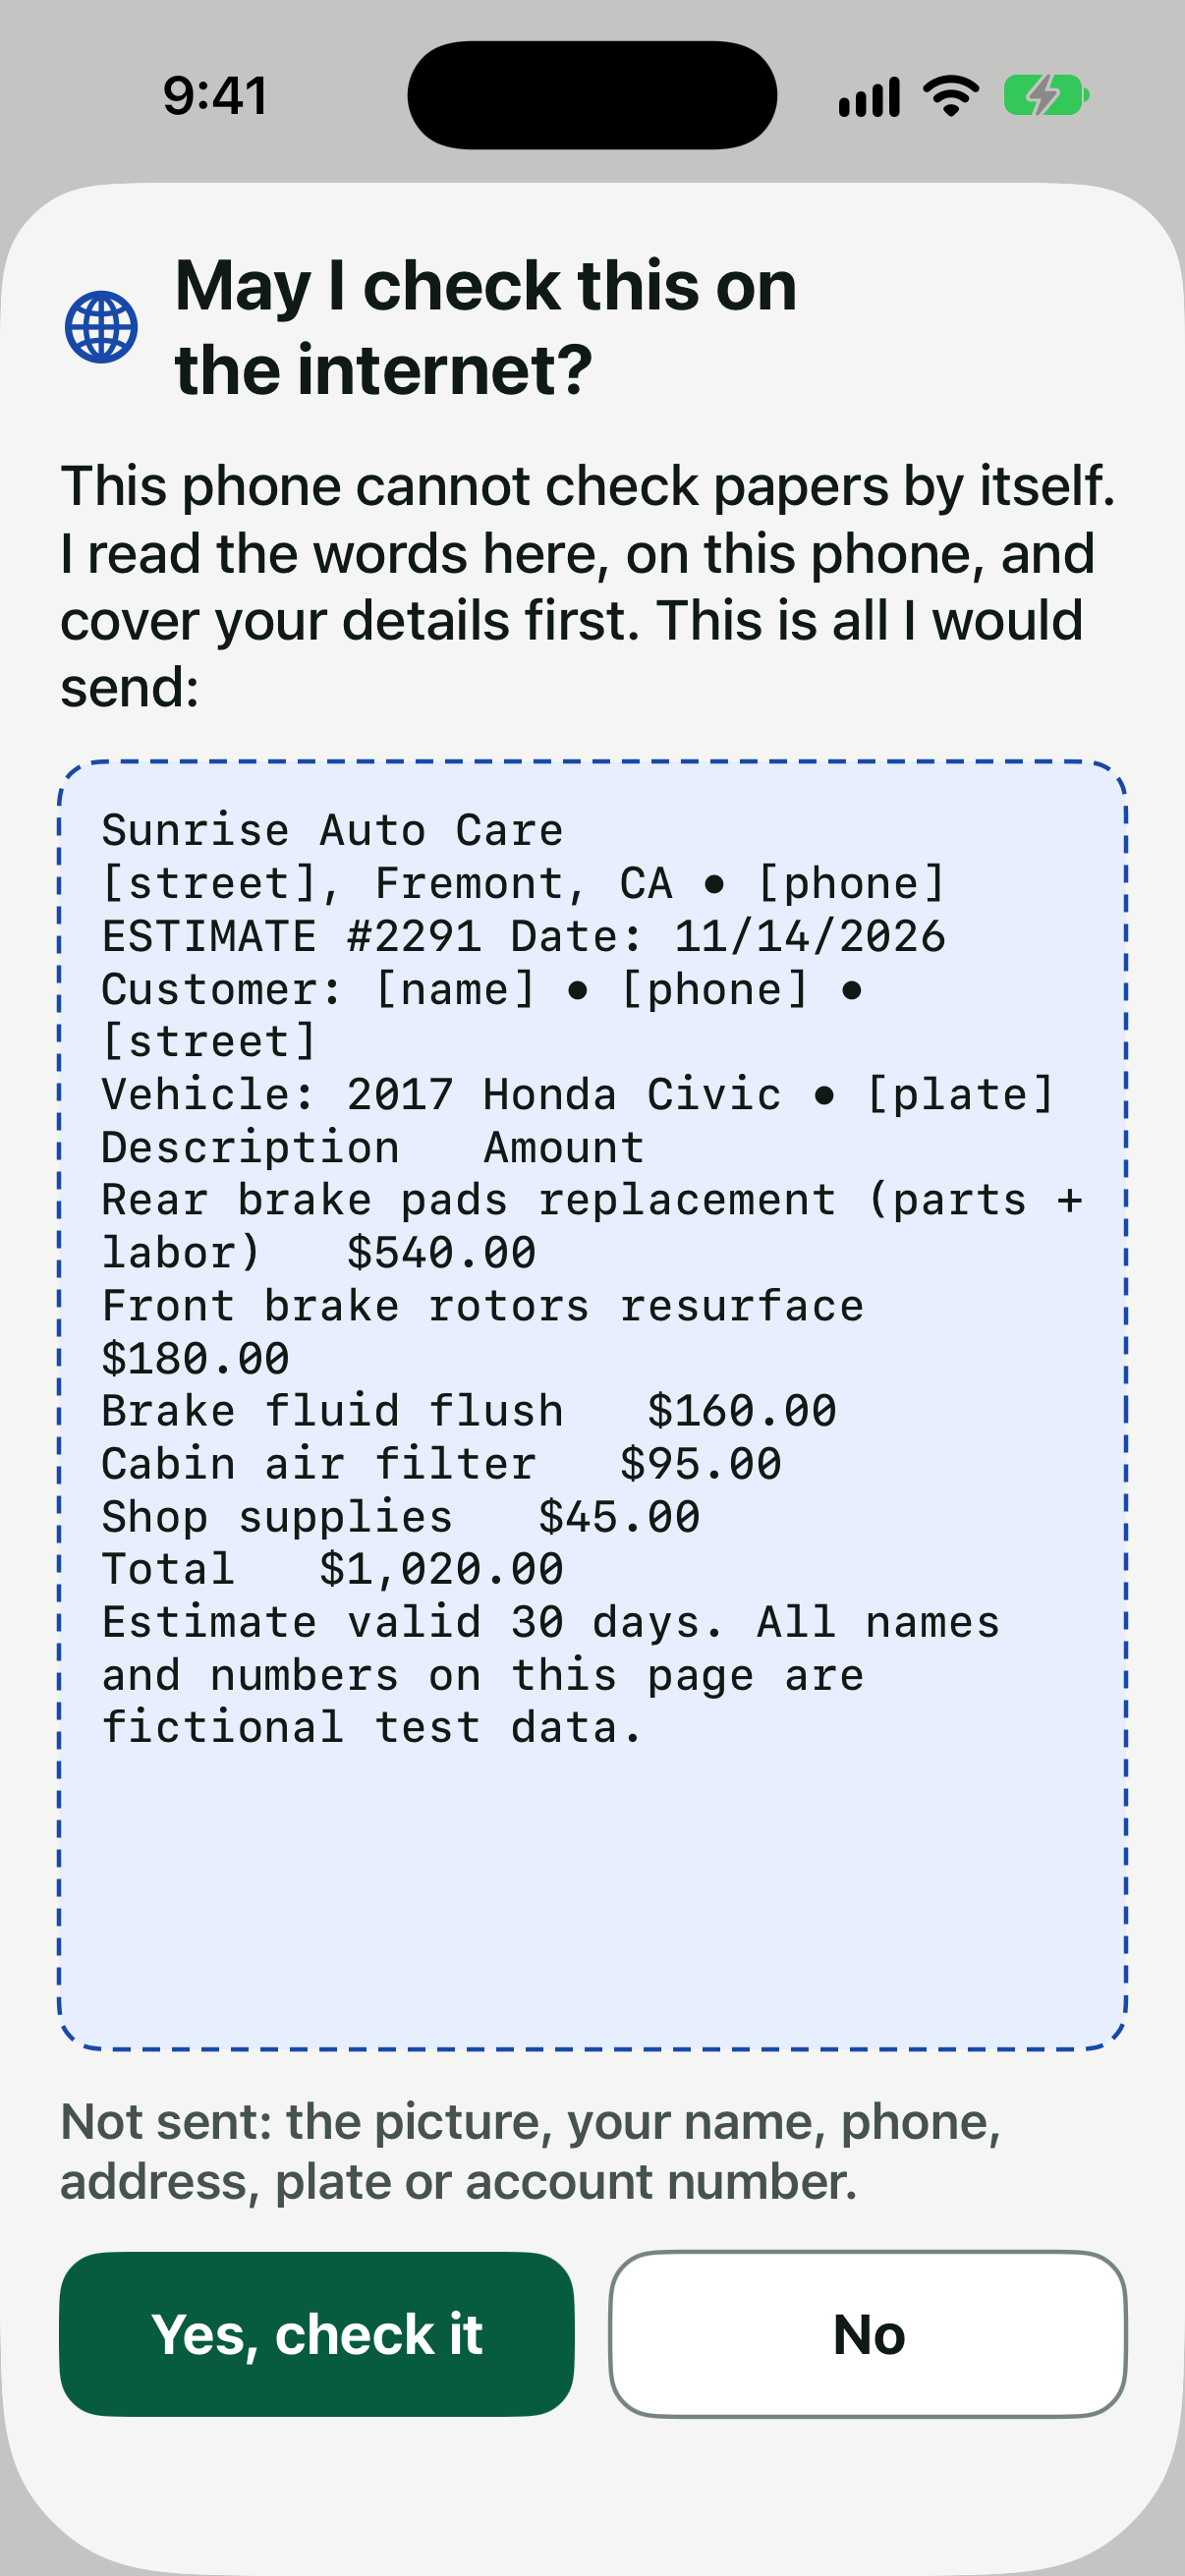 9:41
May I check this on
the internet?
This phone cannot check papers by itself.
I read the words here, on this phone, and
cover your details first. This is all I would
send:
Sunrise Auto Care
[street], Fremont, CA • [phone]
ESTIMATE #2291 Date: 11/14/2026
Customer: [name] • [phone] •
[street]
Vehicle: 2017 Honda Civic • [plate]
Description   Amount
Rear brake pads replacement (parts +
labor)   $540.00
Front brake rotors resurface
$180.00
Brake fluid flush   $160.00
Cabin air filter   $95.00
Shop supplies   $45.00
Total   $1,020.00
Estimate valid 30 days. All names
and numbers on this page are
fictional test data.
Not sent: the picture, your name, phone,
address, plate or account number.
Yes, check it
No